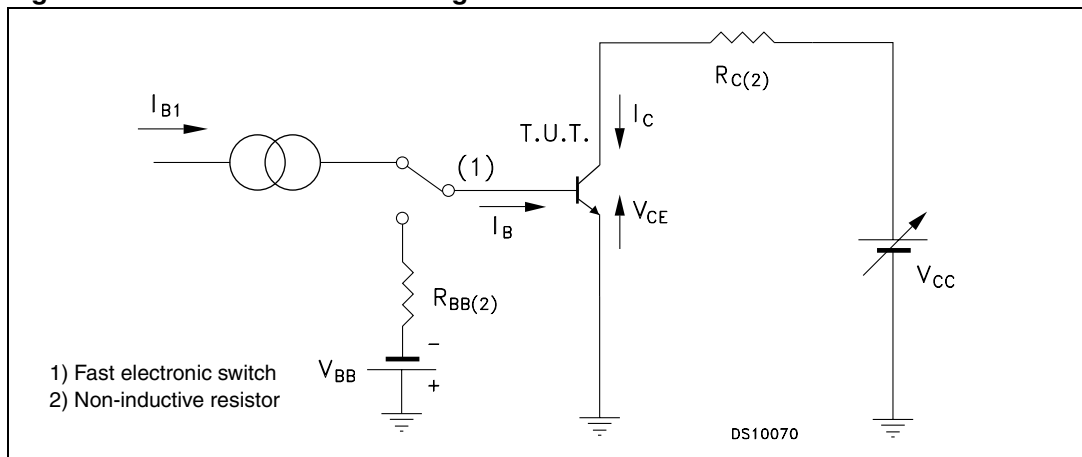 I_B1
T.U.T.
I_C
R_C(2)
(1)
I_B
V_CE
V_CC
R_BB(2)
V_BB
-
+
1) Fast electronic switch
2) Non-inductive resistor
DS10070